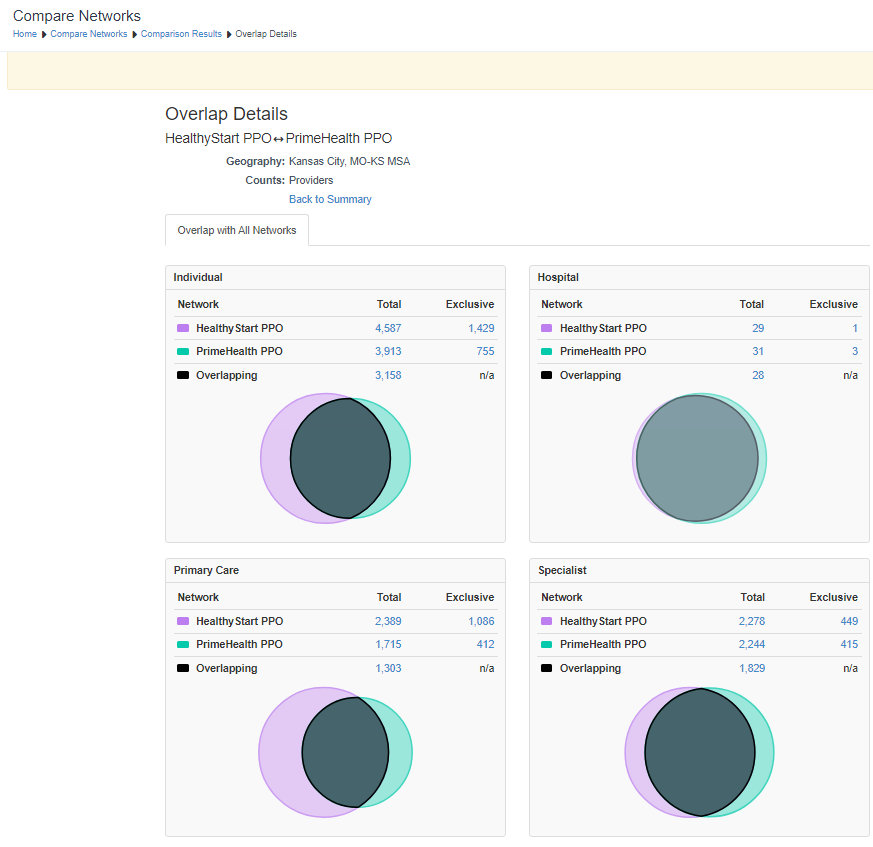 Compare Networks
Home Compare Networks Comparison Results Overlap Details
Overlap Details
HealthyStart PPO↔PrimeHealth PPO
Geography: Kansas City, MO-KS MSA
Counts: Providers
Back to Summary
Overlap with All Networks
Individual
Network Total Exclusive
HealthyStart PPO 4,587 1,429
PrimeHealth PPO 3,913 755
Overlapping 3,158 n/a
Hospital
Network Total Exclusive
HealthyStart PPO 29 1
PrimeHealth PPO 31 3
Overlapping 28 n/a
Primary Care
Network Total Exclusive
HealthyStart PPO 2,389 1,086
PrimeHealth PPO 1,715 412
Overlapping 1,303 n/a
Specialist
Network Total Exclusive
HealthyStart PPO 2,278 449
PrimeHealth PPO 2,244 415
Overlapping 1,829 n/a